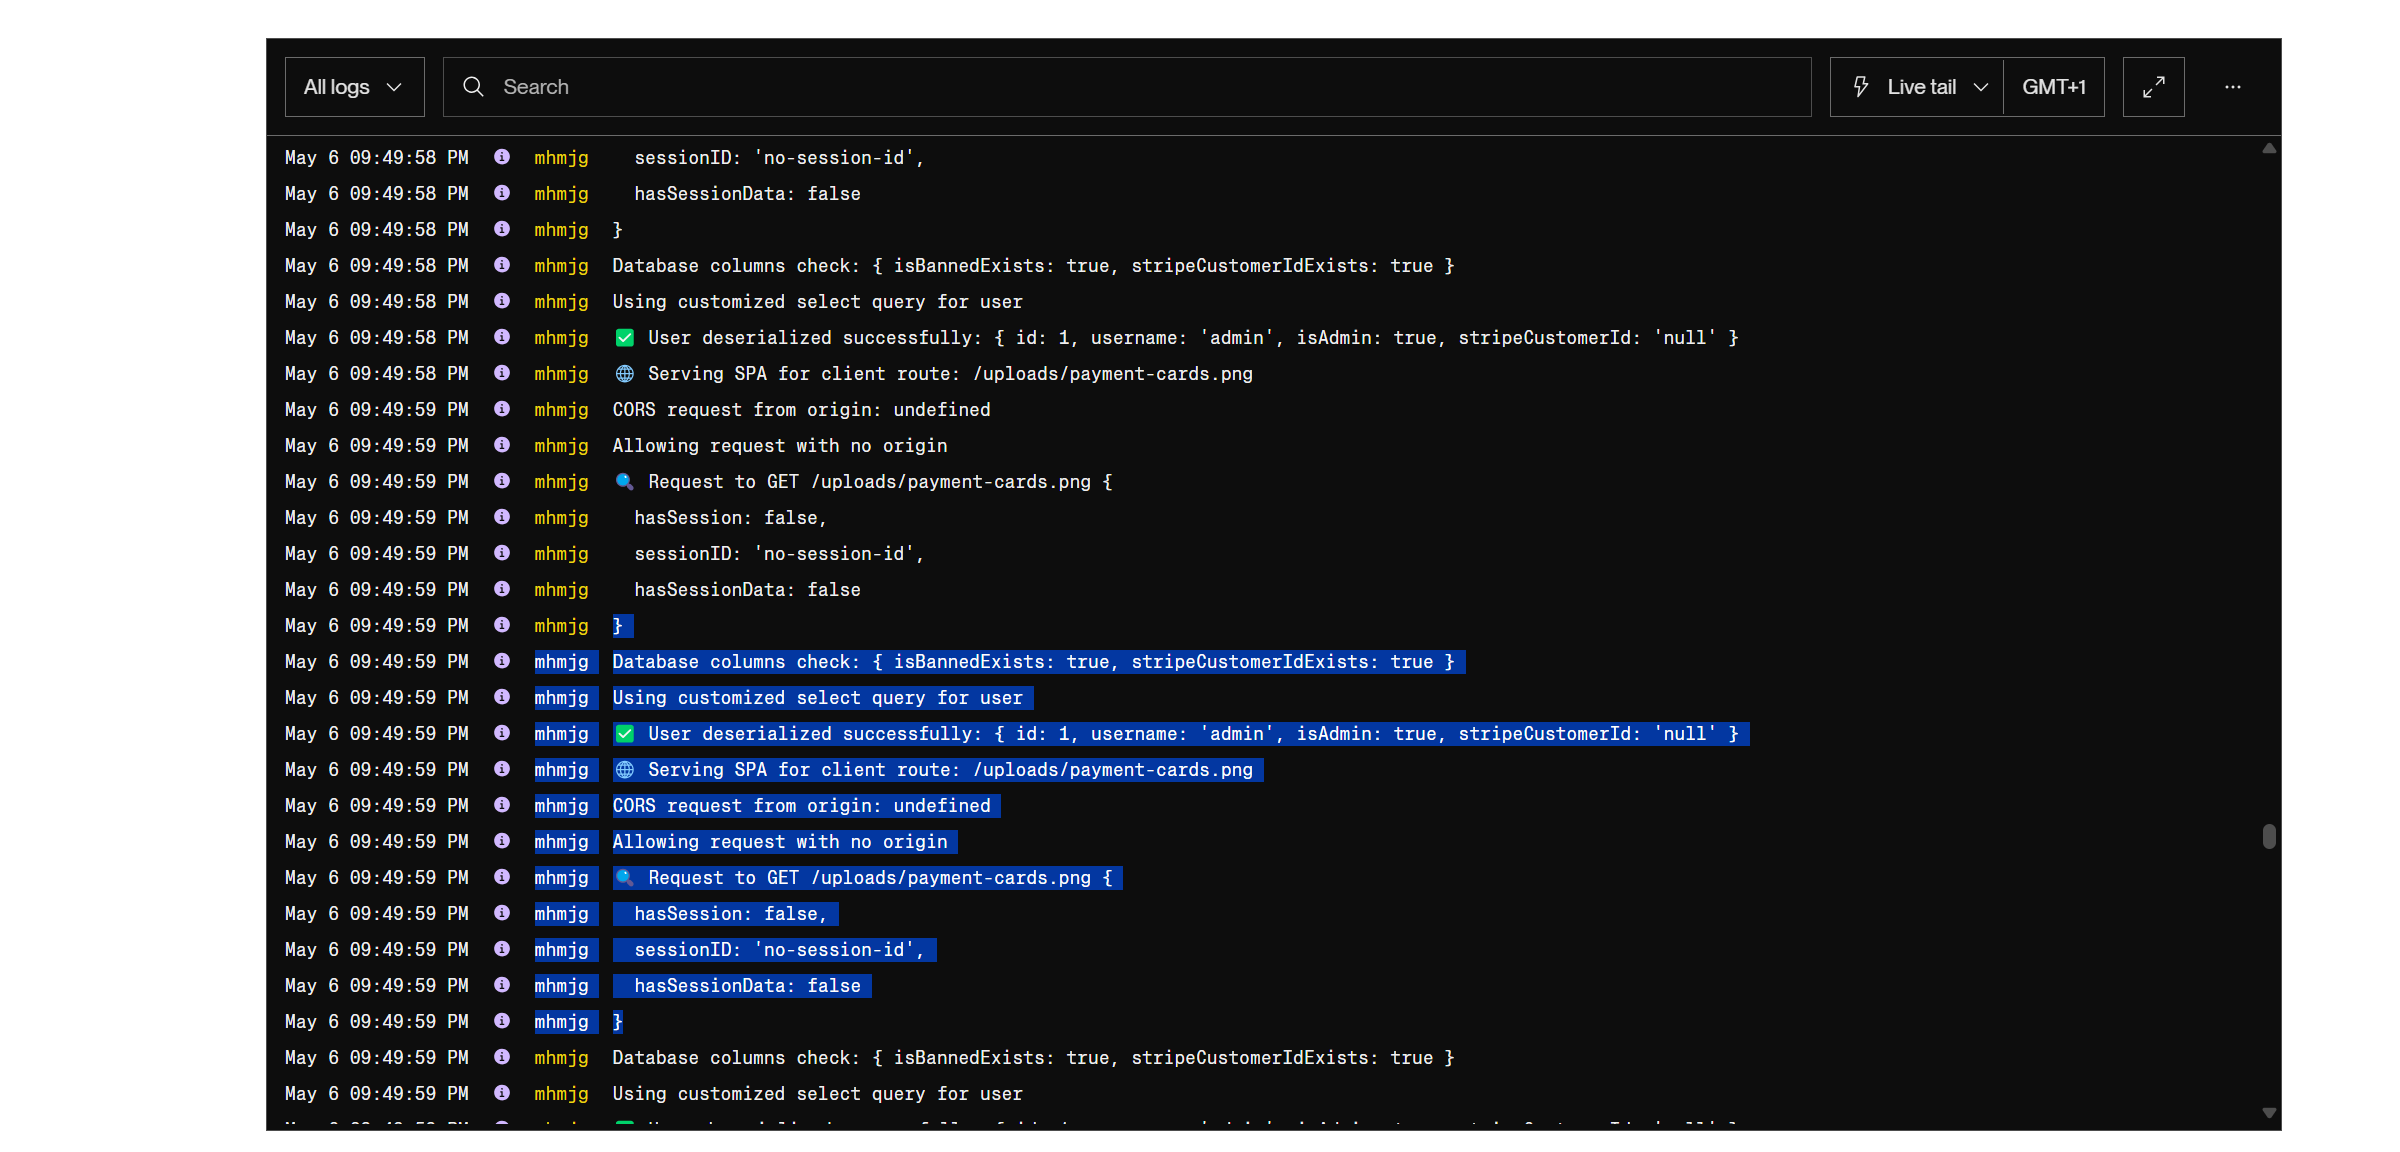 All logs Search Live tail GMT+1 ...
May 6 09:49:58 PM mhmjg sessionID: 'no-session-id',
May 6 09:49:58 PM mhmjg hasSessionData: false
May 6 09:49:58 PM mhmjg }
May 6 09:49:58 PM mhmjg Database columns check: { isBannedExists: true, stripeCustomerIdExists: true }
May 6 09:49:58 PM mhmjg Using customized select query for user
May 6 09:49:58 PM mhmjg ✅ User deserialized successfully: { id: 1, username: 'admin', isAdmin: true, stripeCustomerId: 'null' }
May 6 09:49:58 PM mhmjg 🌐 Serving SPA for client route: /uploads/payment-cards.png
May 6 09:49:59 PM mhmjg CORS request from origin: undefined
May 6 09:49:59 PM mhmjg Allowing request with no origin
May 6 09:49:59 PM mhmjg 🔍 Request to GET /uploads/payment-cards.png {
May 6 09:49:59 PM mhmjg hasSession: false,
May 6 09:49:59 PM mhmjg sessionID: 'no-session-id',
May 6 09:49:59 PM mhmjg hasSessionData: false
May 6 09:49:59 PM mhmjg }
May 6 09:49:59 PM mhmjg Database columns check: { isBannedExists: true, stripeCustomerIdExists: true }
May 6 09:49:59 PM mhmjg Using customized select query for user
May 6 09:49:59 PM mhmjg ✅ User deserialized successfully: { id: 1, username: 'admin', isAdmin: true, stripeCustomerId: 'null' }
May 6 09:49:59 PM mhmjg 🌐 Serving SPA for client route: /uploads/payment-cards.png
May 6 09:49:59 PM mhmjg CORS request from origin: undefined
May 6 09:49:59 PM mhmjg Allowing request with no origin
May 6 09:49:59 PM mhmjg 🔍 Request to GET /uploads/payment-cards.png {
May 6 09:49:59 PM mhmjg hasSession: false,
May 6 09:49:59 PM mhmjg sessionID: 'no-session-id',
May 6 09:49:59 PM mhmjg hasSessionData: false
May 6 09:49:59 PM mhmjg }
May 6 09:49:59 PM mhmjg Database columns check: { isBannedExists: true, stripeCustomerIdExists: true }
May 6 09:49:59 PM mhmjg Using customized select query for user